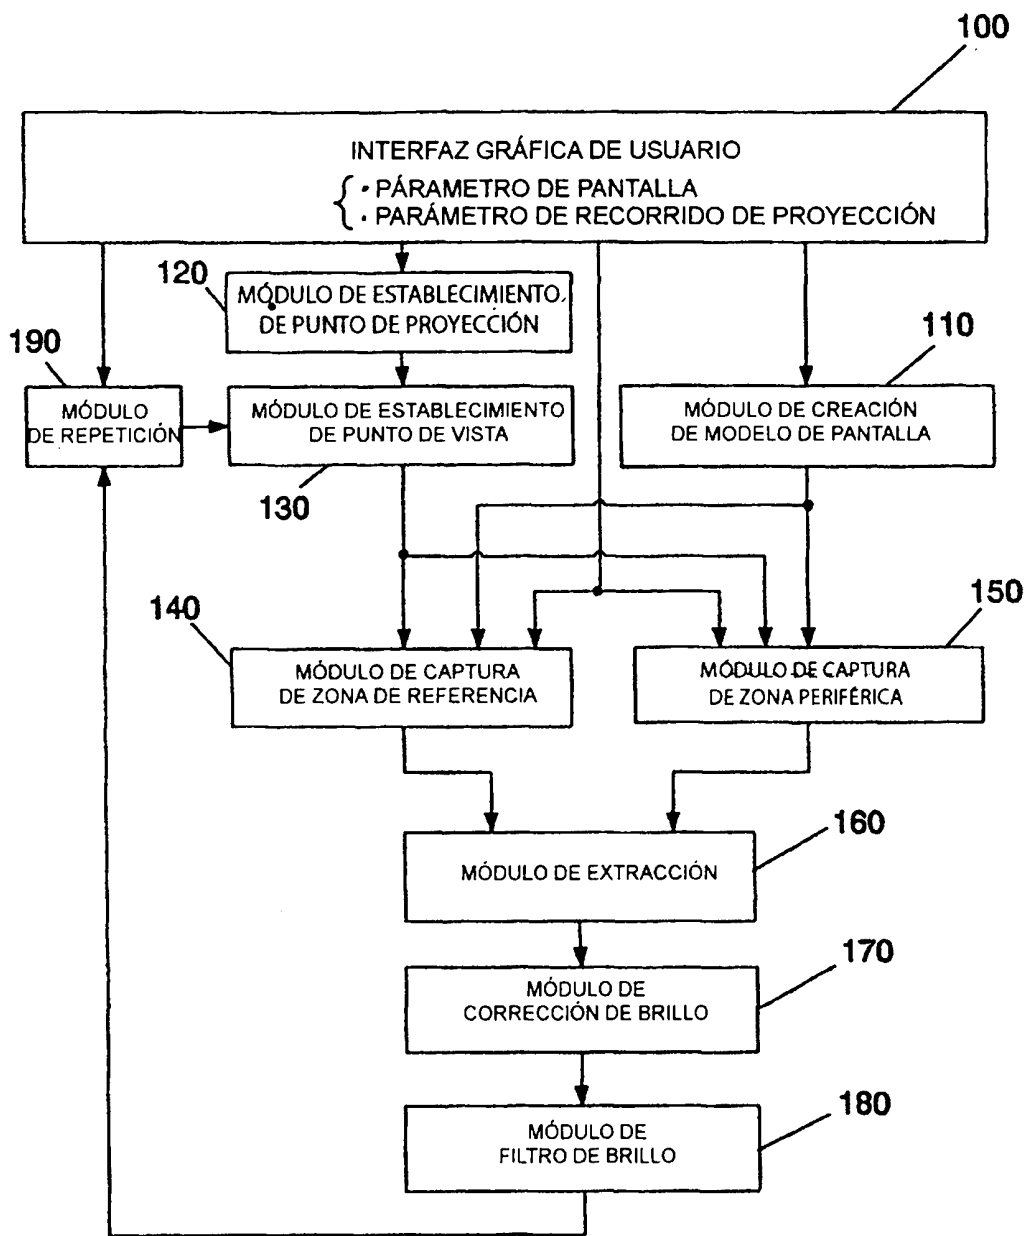 100
INTERFAZ GRÁFICA DE USUARIO
• PÁRAMETRO DE PANTALLA
• PARÁMETRO DE RECORRIDO DE PROYECCIÓN
120
MÓDULO DE ESTABLECIMIENTO
DE PUNTO DE PROYECCIÓN
190
110
MÓDULO
DE REPETICIÓN
MÓDULO DE ESTABLECIMIENTO
DE PUNTO DE VISTA
MÓDULO DE CREACIÓN
DE MODELO DE PANTALLA
130
140
150
MÓDULO DE CAPTURA
DE ZONA DE REFERENCIA
MÓDULO DE CAPTURA
DE ZONA PERIFÉRICA
160
MÓDULO DE EXTRACCIÓN
170
MÓDULO DE
CORRECCIÓN DE BRILLO
180
MÓDULO DE
FILTRO DE BRILLO